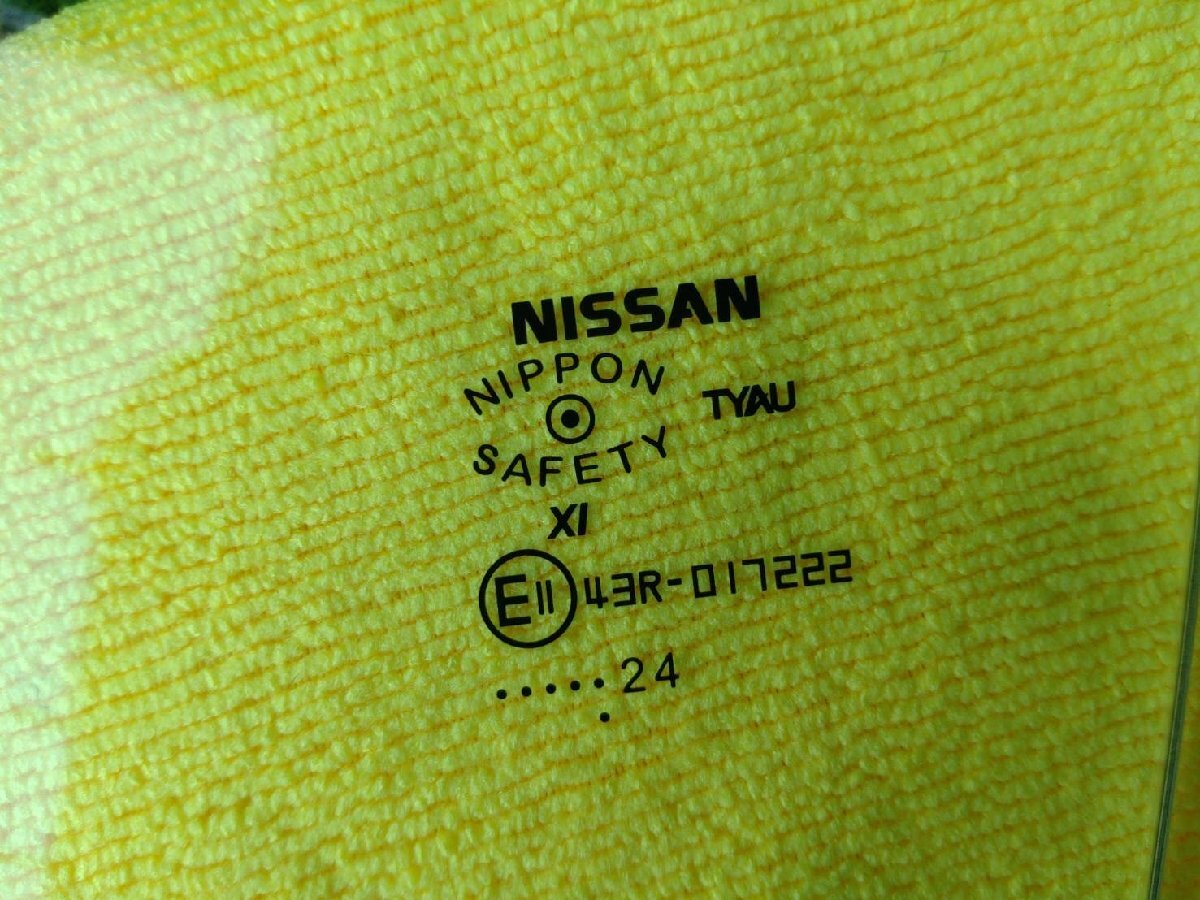 NISSAN
NIPPON
TYAU
SAFETY
XI
E11 43R-017222
.....24
.